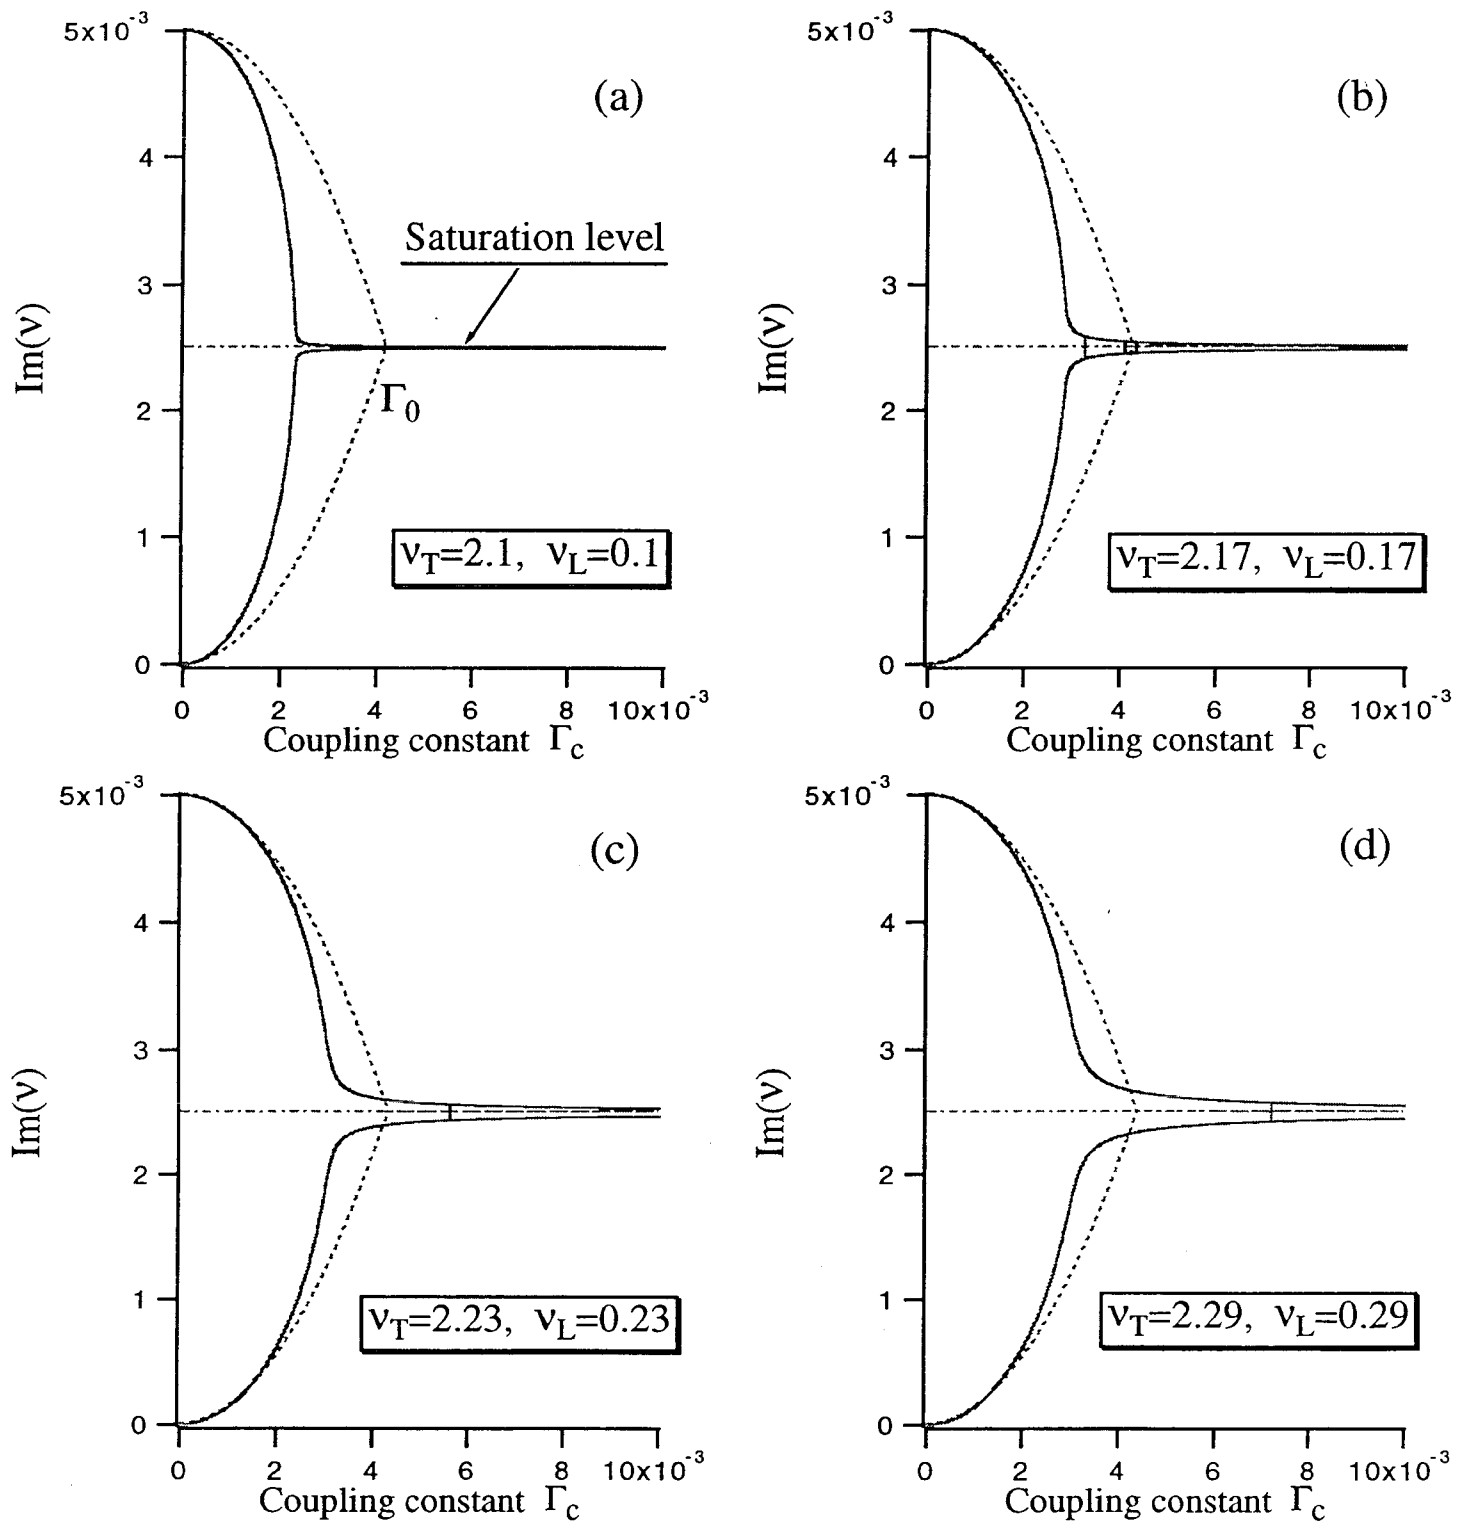 5x10⁻³
(a)
4
Saturation level
3
Im(ν)
Γ₀
2
1
ν_T=2.1, ν_L=0.1
0
0 2 4 6 8 10x10⁻³
Coupling constant Γ_c
5x10⁻³
(b)
4
3
Im(ν)
2
1
ν_T=2.17, ν_L=0.17
0
0 2 4 6 8 10x10⁻³
Coupling constant Γ_c
5x10⁻³
(c)
4
3
Im(ν)
2
1
ν_T=2.23, ν_L=0.23
0
0 2 4 6 8 10x10⁻³
Coupling constant Γ_c
5x10⁻³
(d)
4
3
Im(ν)
2
1
ν_T=2.29, ν_L=0.29
0
0 2 4 6 8 10x10⁻³
Coupling constant Γ_c